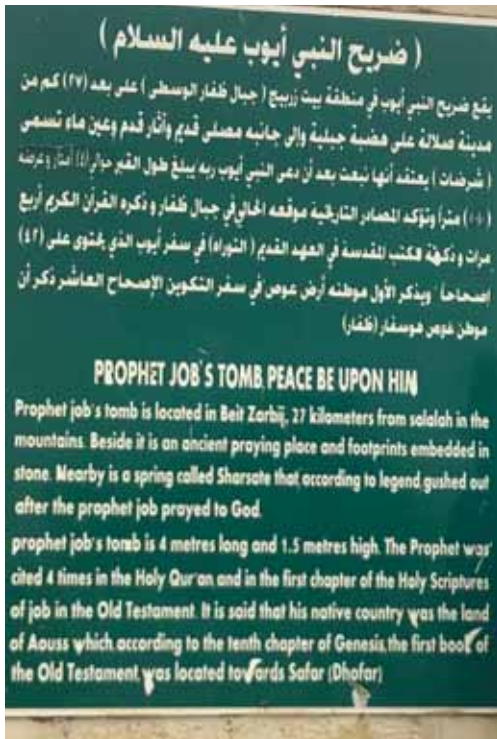 ( ضريح النبي أيوب عليه السلام )
يقع ضريح النبي أيوب في منطقة بيت زربيج ( جبال ظفار الوسطى ) على بعد (٢٧) كم من
مدينة صلالة على هضبة جبلية وإلى جانبه مصلى قديم وأثار قدم وعين ماء تسمى
( شرضات ) يعتقد أنها نبعت بعد أن دعى النبي أيوب ربه يبلغ طول القبر حوالي (٤) أمتار وعرضه
متراً وتؤكد المصادر التاريخية موقعه الحالي في جبال ظفار و ذكره القرآن الكريم أربع
مرات و ذكرته الكتب المقدسة في العهد القديم ( التوراه) في سفر أيوب الذي يحتوى على (٤٢)
إصحاحاً ويذكر الأول موطنه أرض عوص في سفر التكوين الإصحاح العاشر ذكر أن
موطن عوص هو سفار (ظفار)
PROPHET JOB'S TOMB, PEACE BE UPON HIM
Prophet job's tomb is located in Beit Zarbij, 27 kilometers from salalah in the
mountains. Beside it is an ancient praying place and footprints embedded in
stone. Nearby is a spring called Sharsate that, according to legend, gushed out
after the prophet job prayed to God.
prophet job's tomb is 4 metres long and 1.5 metres high. The Prophet was
cited 4 times in the Holy Qur'an and in the first chapter of the Holy Scriptures
of job in the Old Testament. It is said that his native country was the land
of Aouss which, according to the tenth chapter of Genesis, the first book of
the Old Testament, was located towards Safar (Dhofar)